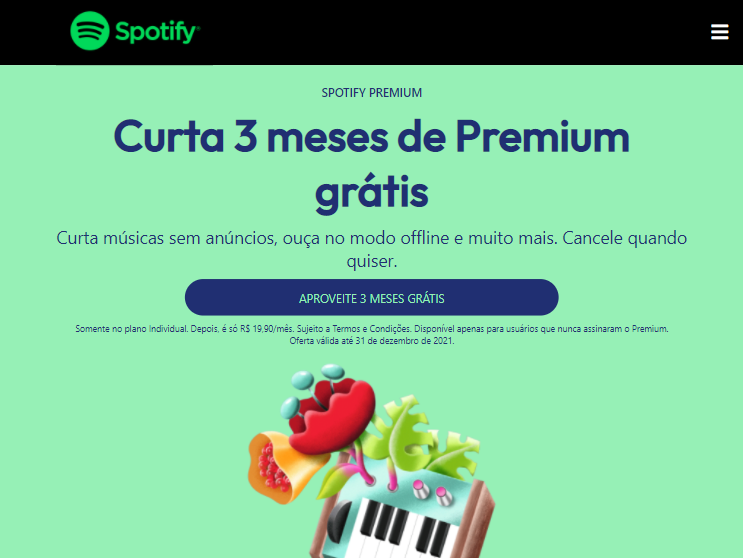 Spotify
SPOTIFY PREMIUM
Curta 3 meses de Premium
grátis
Curta músicas sem anúncios, ouça no modo offline e muito mais. Cancele quando
quiser.
APROVEITE 3 MESES GRÁTIS
Somente no plano Individual. Depois, é só R$ 19,90/mês. Sujeito a Termos e Condições. Disponível apenas para usuários que nunca assinaram o Premium.
Oferta válida até 31 de dezembro de 2021.